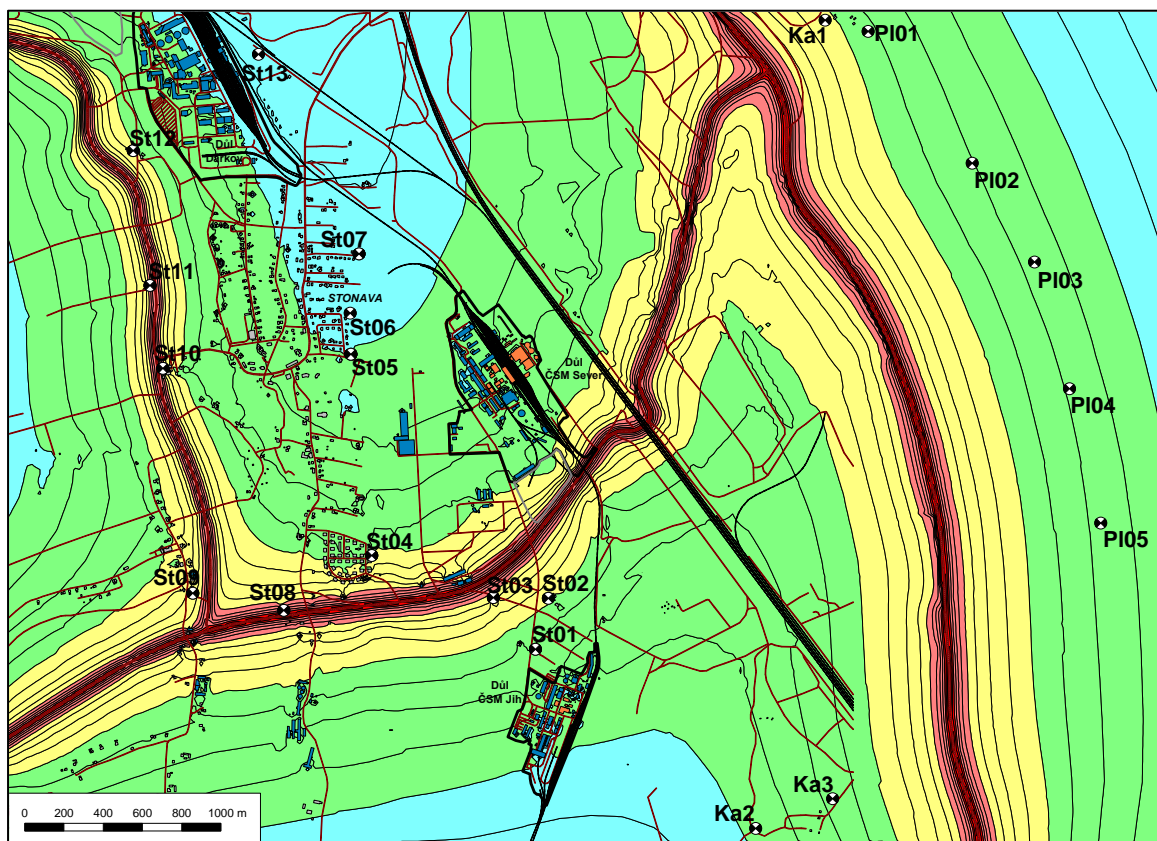 Ka1
Pl01
St13
St12
Důl
Darkov
Pl02
St07
Pl03
St11
STONAVA
St06
St10
St05
Důl
ČSM Sever
Pl04
Pl05
St04
St09
St08
St03
St02
St01
Důl
ČSM Jih
Ka3
Ka2
0 200 400 600 800 1000 m